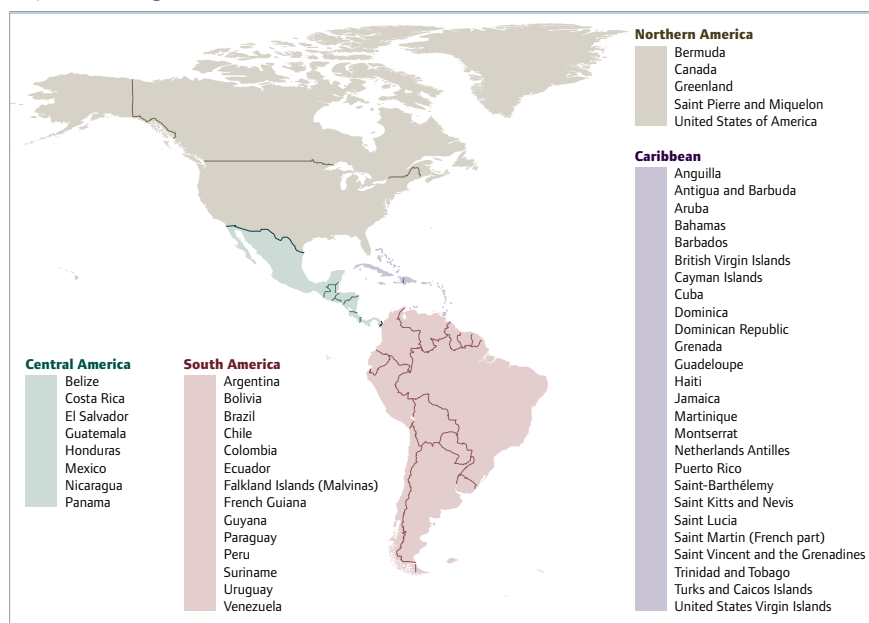 Northern America
Bermuda
Canada
Greenland
Saint Pierre and Miquelon
United States of America
Caribbean
Anguilla
Antigua and Barbuda
Aruba
Bahamas
Barbados
British Virgin Islands
Cayman Islands
Cuba
Dominica
Dominican Republic
Grenada
Guadeloupe
Haiti
Jamaica
Martinique
Montserrat
Netherlands Antilles
Puerto Rico
Saint-Barthélemy
Saint Kitts and Nevis
Saint Lucia
Saint Martin (French part)
Saint Vincent and the Grenadines
Trinidad and Tobago
Turks and Caicos Islands
United States Virgin Islands
Central America
Belize
Costa Rica
El Salvador
Guatemala
Honduras
Mexico
Nicaragua
Panama
South America
Argentina
Bolivia
Brazil
Chile
Colombia
Ecuador
Falkland Islands (Malvinas)
French Guiana
Guyana
Paraguay
Peru
Suriname
Uruguay
Venezuela